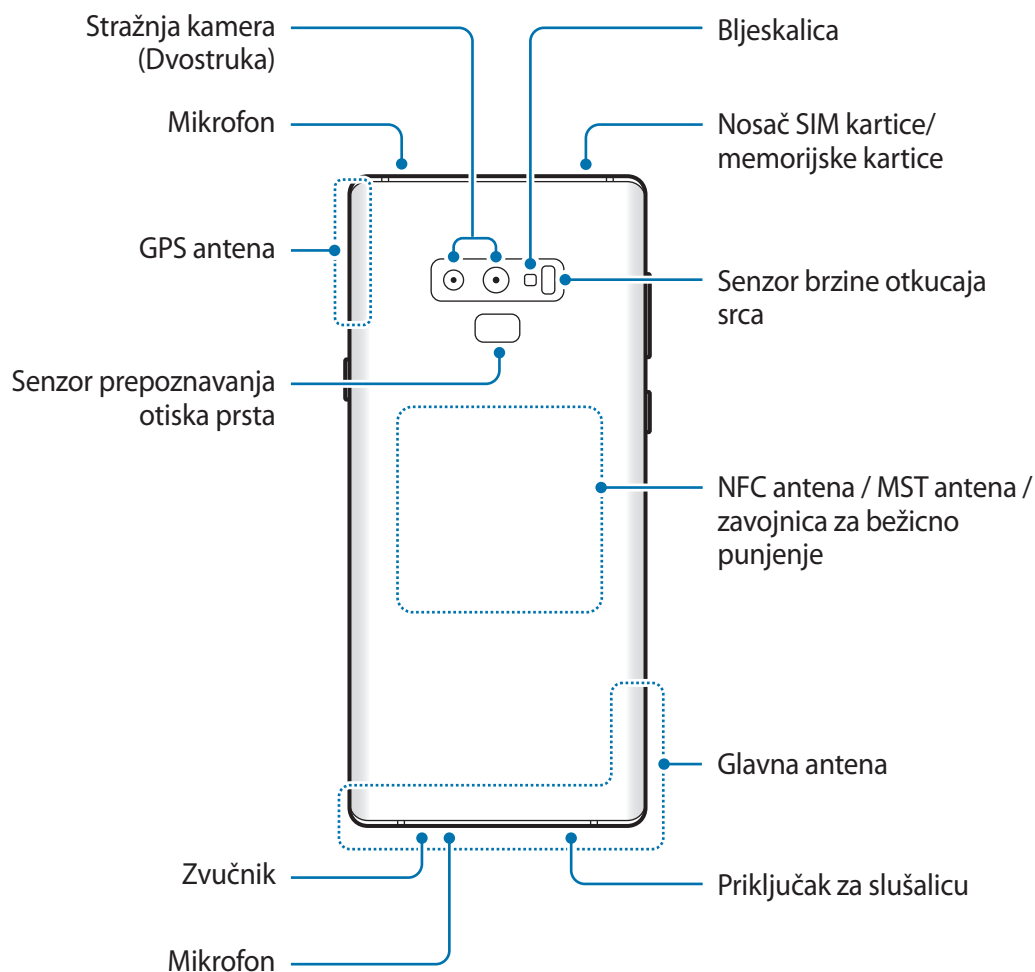 Stražnja kamera
(Dvostruka)
Mikrofon
GPS antena
Senzor prepoznavanja
otiska prsta
Zvučnik
Mikrofon
Bljeskalica
Nosač SIM kartice/
memorijske kartice
Senzor brzine otkucaja
srca
NFC antena / MST antena /
zavojnica za bežicno
punjenje
Glavna antena
Priključak za slušalicu